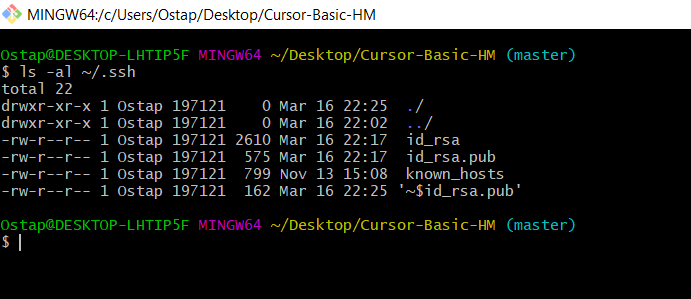 MINGW64:/c/Users/Ostap/Desktop/Cursor-Basic-HM
Ostap@DESKTOP-LHTIP5F MINGW64 ~/Desktop/Cursor-Basic-HM (master)
$ ls -al ~/.ssh
total 22
drwxr-xr-x 1 Ostap 197121    0 Mar 16 22:25  ./
drwxr-xr-x 1 Ostap 197121    0 Mar 16 22:02  ../
-rw-r--r-- 1 Ostap 197121 2610 Mar 16 22:17  id_rsa
-rw-r--r-- 1 Ostap 197121  575 Mar 16 22:17  id_rsa.pub
-rw-r--r-- 1 Ostap 197121  799 Nov 13 15:08  known_hosts
-rw-r--r-- 1 Ostap 197121  162 Mar 16 22:25 '~$id_rsa.pub'
Ostap@DESKTOP-LHTIP5F MINGW64 ~/Desktop/Cursor-Basic-HM (master)
$